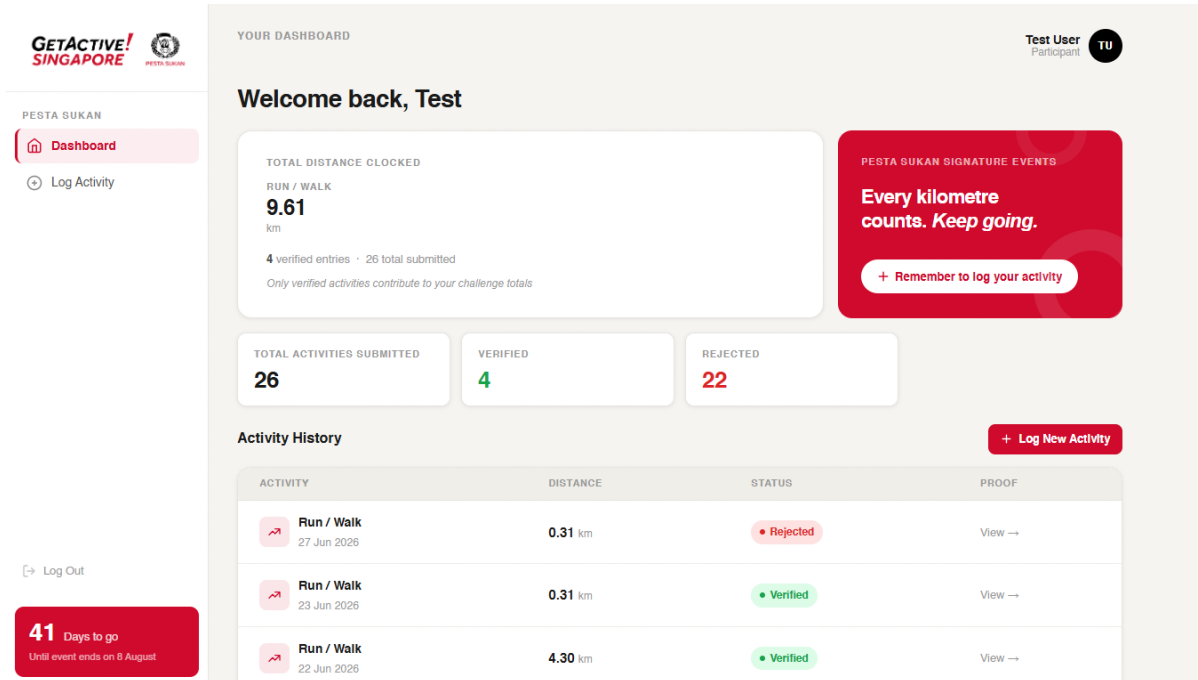 GETACTIVE!
SINGAPORE
PESTA SUKAN
PESTA SUKAN
Dashboard
Log Activity
Log Out
41 Days to go
Until event ends on 8 August
YOUR DASHBOARD
Test User
Participant
TU
Welcome back, Test
TOTAL DISTANCE CLOCKED
RUN / WALK
9.61
km
4 verified entries · 26 total submitted
Only verified activities contribute to your challenge totals
PESTA SUKAN SIGNATURE EVENTS
Every kilometre
counts. Keep going.
+ Remember to log your activity
TOTAL ACTIVITIES SUBMITTED
26
VERIFIED
4
REJECTED
22
Activity History
+ Log New Activity
ACTIVITY DISTANCE STATUS PROOF
Run / Walk
27 Jun 2026
0.31 km
Rejected
View →
Run / Walk
23 Jun 2026
0.31 km
Verified
View →
Run / Walk
22 Jun 2026
4.30 km
Verified
View →